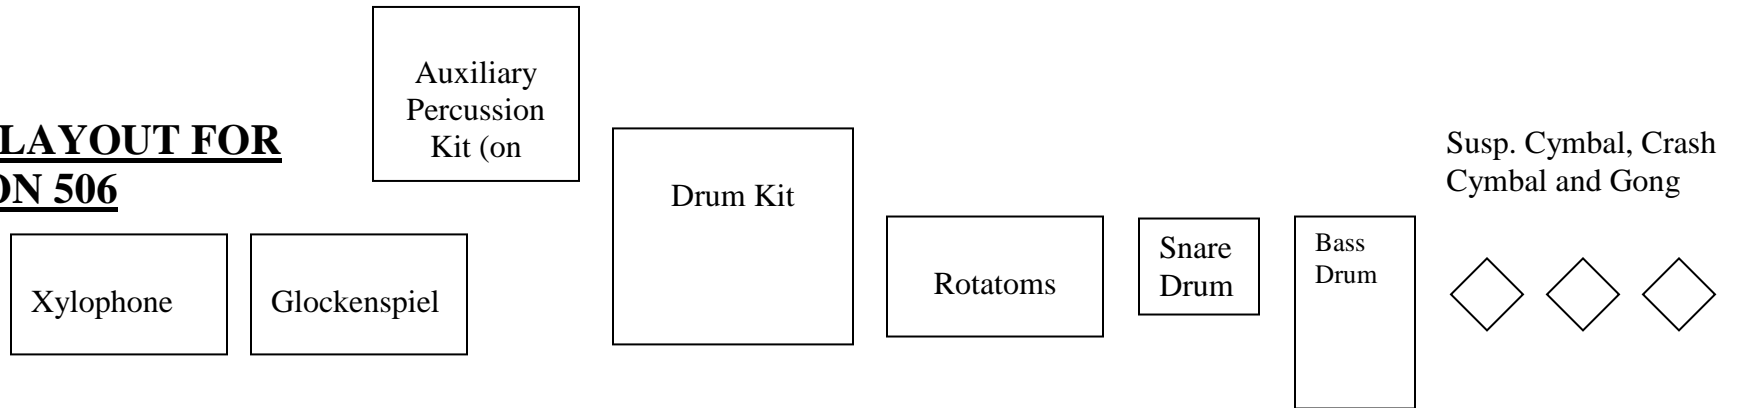 LAYOUT FOR
ON 506
Auxiliary
Percussion
Kit (on
Drum Kit
Susp. Cymbal, Crash
Cymbal and Gong
Xylophone
Glockenspiel
Rotatoms
Snare
Drum
Bass
Drum